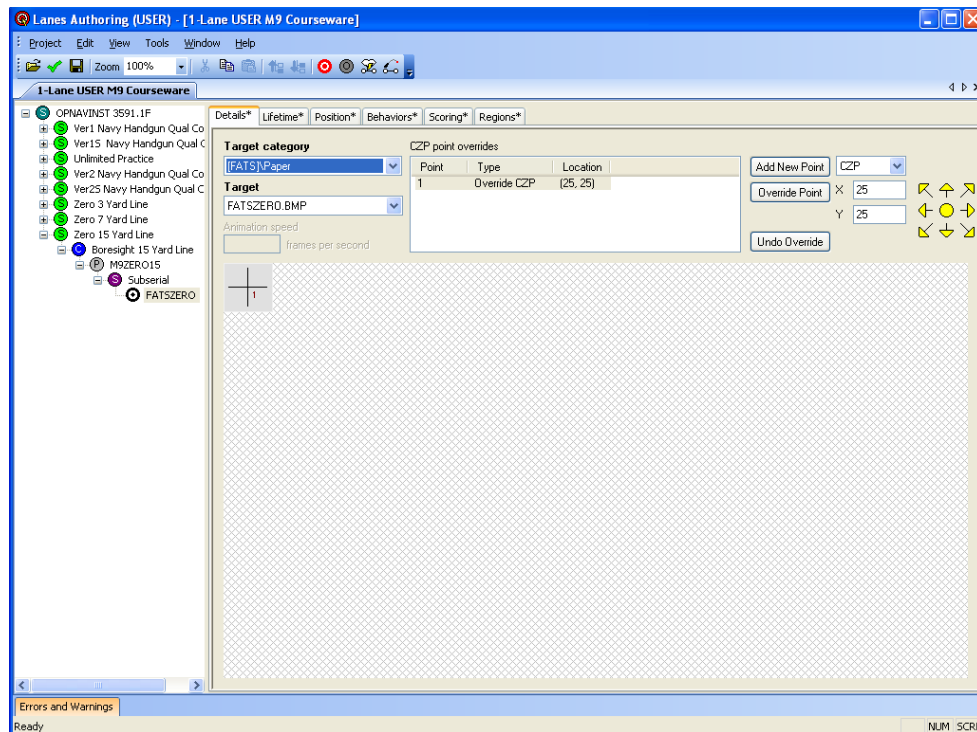 Lanes Authoring (USER) - [1-Lane USER M9 Courseware]
Project Edit View Tools Window Help
Zoom 100%
1-Lane USER M9 Courseware
OPNAVINST 3591.1F
Ver1 Navy Handgun Qual Co
Ver1S Navy Handgun Qual C
Unlimited Practice
Ver2 Navy Handgun Qual Co
Ver2S Navy Handgun Qual C
Zero 3 Yard Line
Zero 7 Yard Line
Zero 15 Yard Line
Boresight 15 Yard Line
M9ZERO15
Subserial
FATSZERO
Details* Lifetime* Position* Behaviors* Scoring* Regions*
Target category
[FATS]\Paper
Target
FATSZERO.BMP
Animation speed
frames per second
CZP point overrides
Point Type Location
1 Override CZP (25, 25)
Add New Point CZP
Override Point X 25
Y 25
Undo Override
1
Errors and Warnings
Ready NUM SCR